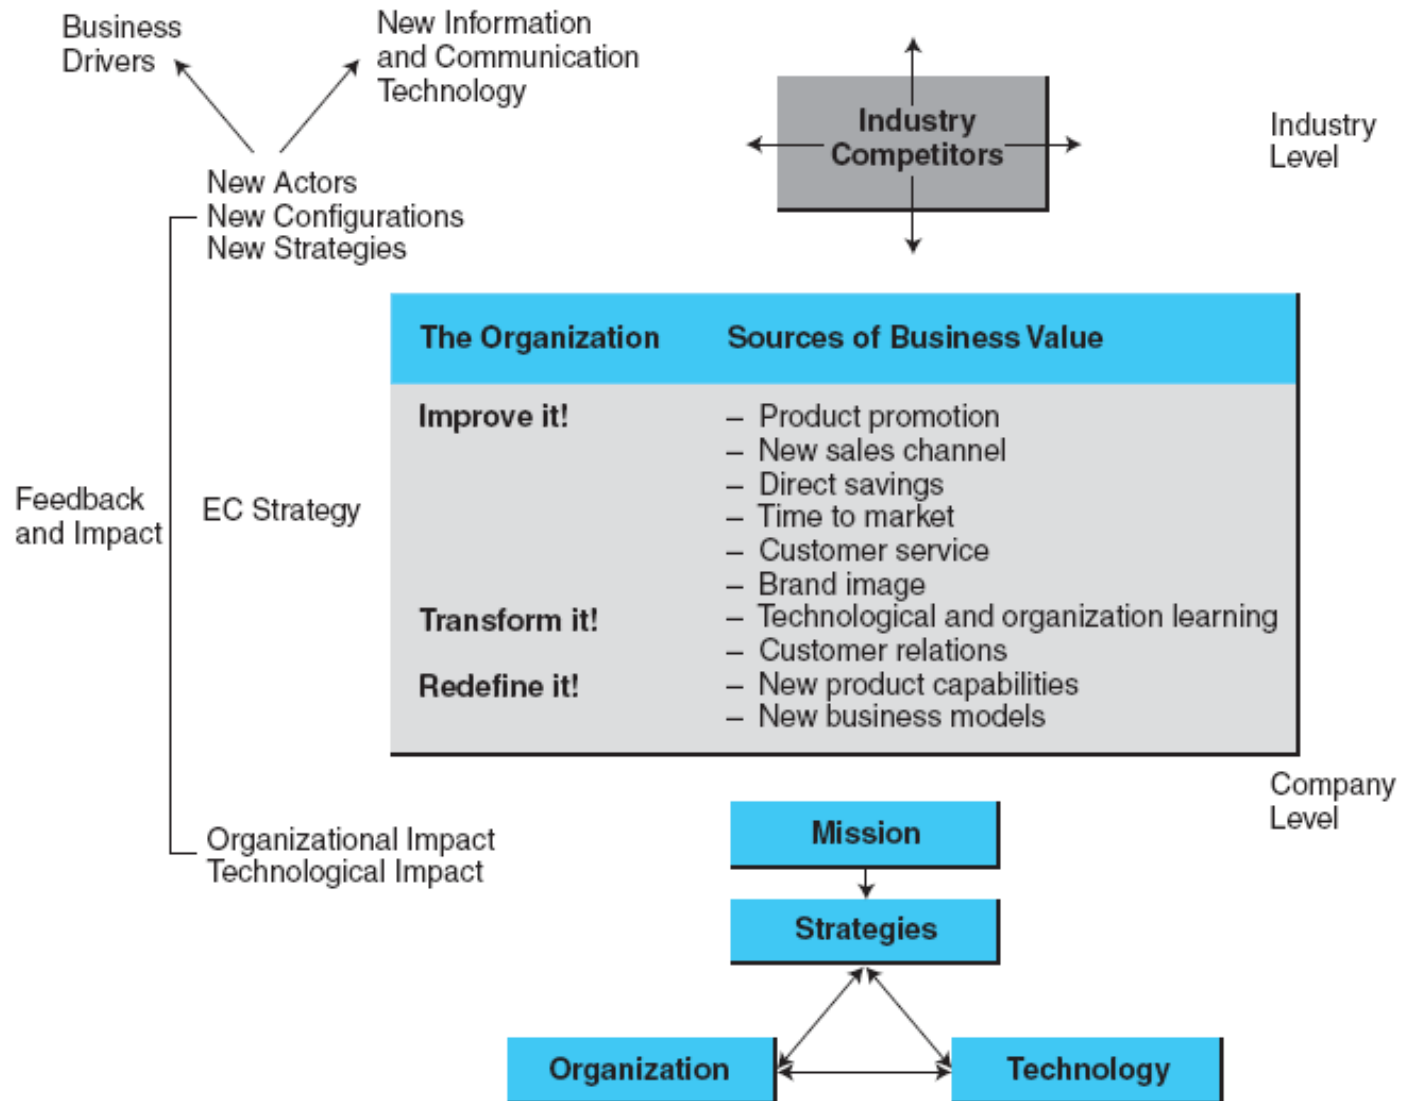 Business
Drivers
New Information
and Communication
Technology
Industry
Competitors
Industry
Level
New Actors
New Configurations
New Strategies
The Organization
Sources of Business Value
Improve it!
– Product promotion
– New sales channel
– Direct savings
– Time to market
– Customer service
– Brand image
Transform it!
– Technological and organization learning
– Customer relations
Redefine it!
– New product capabilities
– New business models
Feedback
and Impact
EC Strategy
Company
Level
Organizational Impact
Technological Impact
Mission
Strategies
Organization
Technology